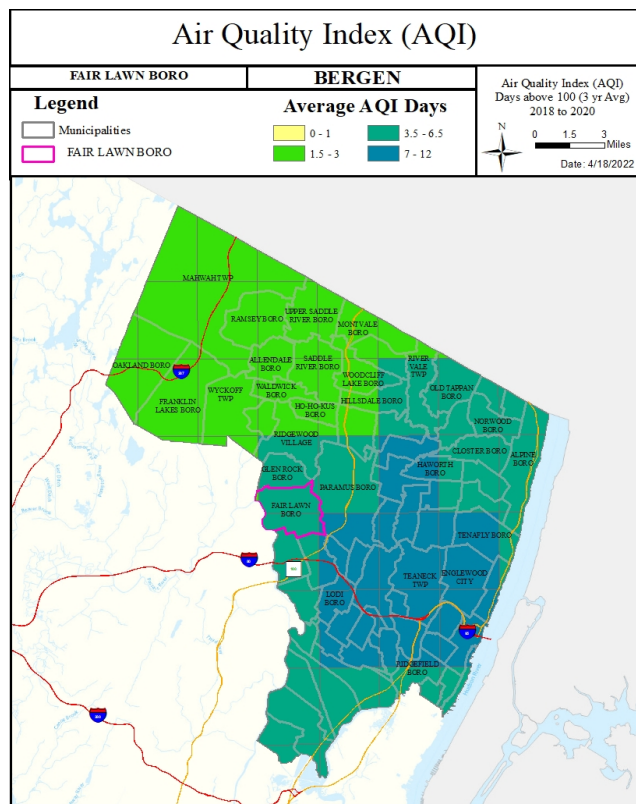 Air Quality Index (AQI)
FAIR LAWN BORO
BERGEN
Legend
Municipalities
FAIR LAWN BORO
Average AQI Days
0 - 1
1.5 - 3
3.5 - 6.5
7 - 12
Air Quality Index (AQI)
Days above 100 (3 yr Avg)
2018 to 2020
N
0 1.5 3
Miles
Date: 4/18/2022
MAHWAH TWP
RAMSEY BORO
UPPER SADDLE
RIVER BORO
MONTVALE
BORO
OAKLAND BORO
287
ALLENDALE
BORO
SADDLE
RIVER BORO
RIVER
VALE
TWP
WYCKOFF
TWP
WALDWICK
BORO
WOODCLIFF
LAKE BORO
OLD TAPPAN
BORO
FRANKLIN
LAKES BORO
HO-HO-KUS
BORO
HILLSDALE BORO
NORWOOD
BORO
RIDGEWOOD
VILLAGE
CLOSTER BORO
ALPINE
BORO
GLEN ROCK
BORO
HAWORTH
BORO
PARAMUS BORO
FAIR LAWN
BORO
TENAFLY BORO
80
TEANECK
TWP
ENGLEWOOD
CITY
LODI
BORO
95
RIDGEFIELD
BORO
280